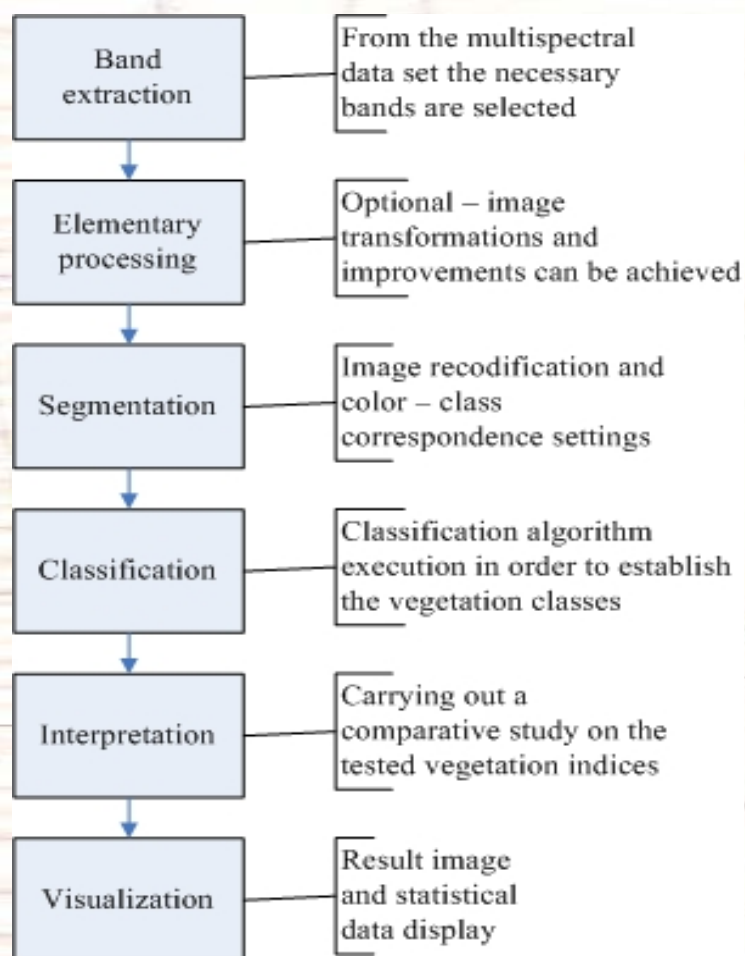 Band
extraction
From the multispectral
data set the necessary
bands are selected
Elementary
processing
Optional – image
transformations and
improvements can be achieved
Segmentation
Image recodification and
color – class
correspondence settings
Classification
Classification algorithm
execution in order to establish
the vegetation classes
Interpretation
Carrying out a
comparative study on the
tested vegetation indices
Visualization
Result image
and statistical
data display